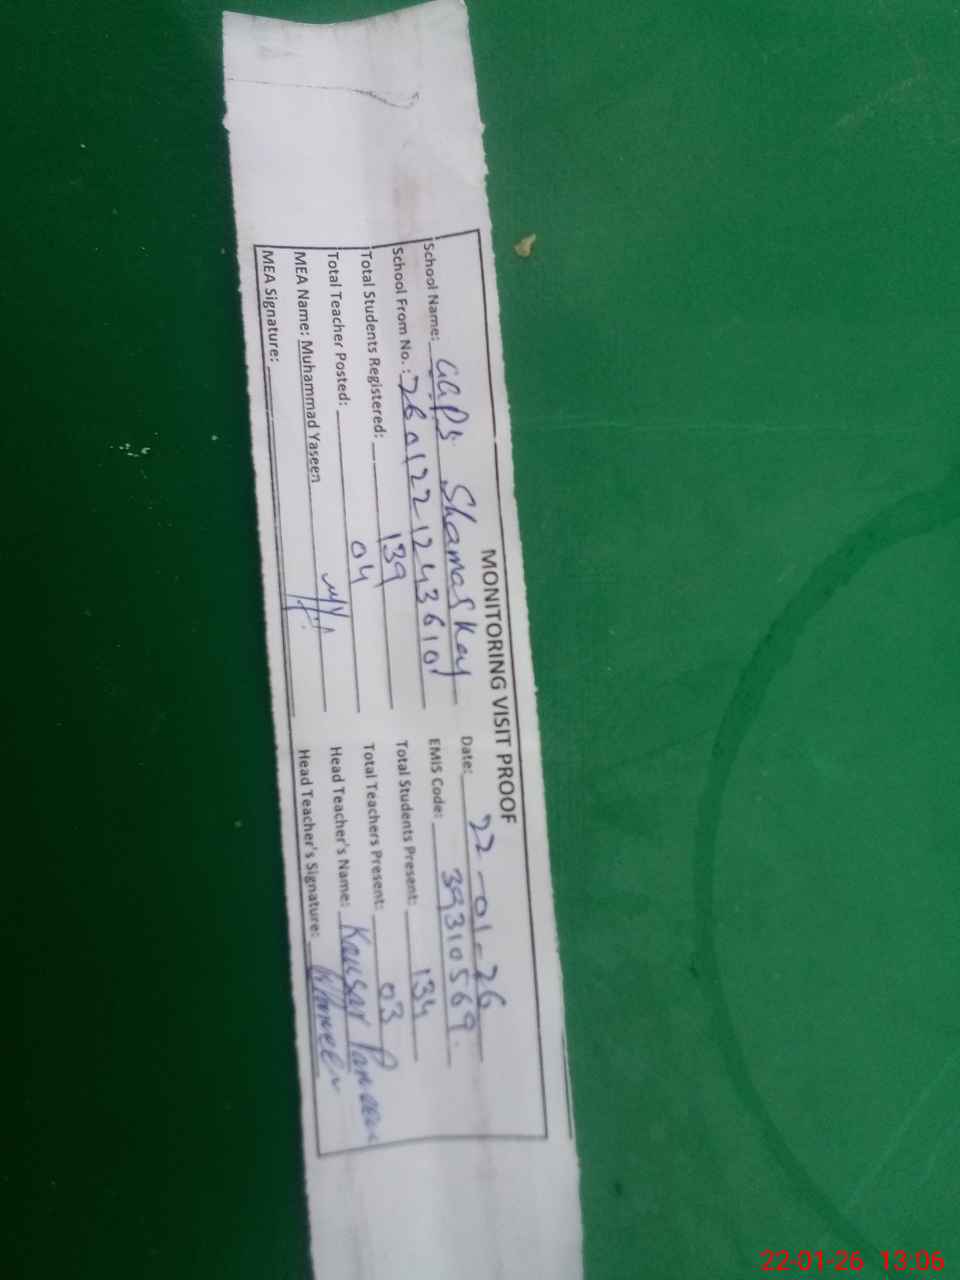 MONITORING VISIT PROOF
School Name: GGPS Shamaskay Date: 22-01-26
School From No.: 2601221243610 EMIS Code: 39310569
Total Students Registered: 139 Total Students Present: 134
Total Teacher Posted: 04 Total Teachers Present: 03
MEA Name: Muhammad Yaseen Head Teacher's Name: Kausar Parveen
MEA Signature: Head Teacher's Signature:
22-01-26 13:06